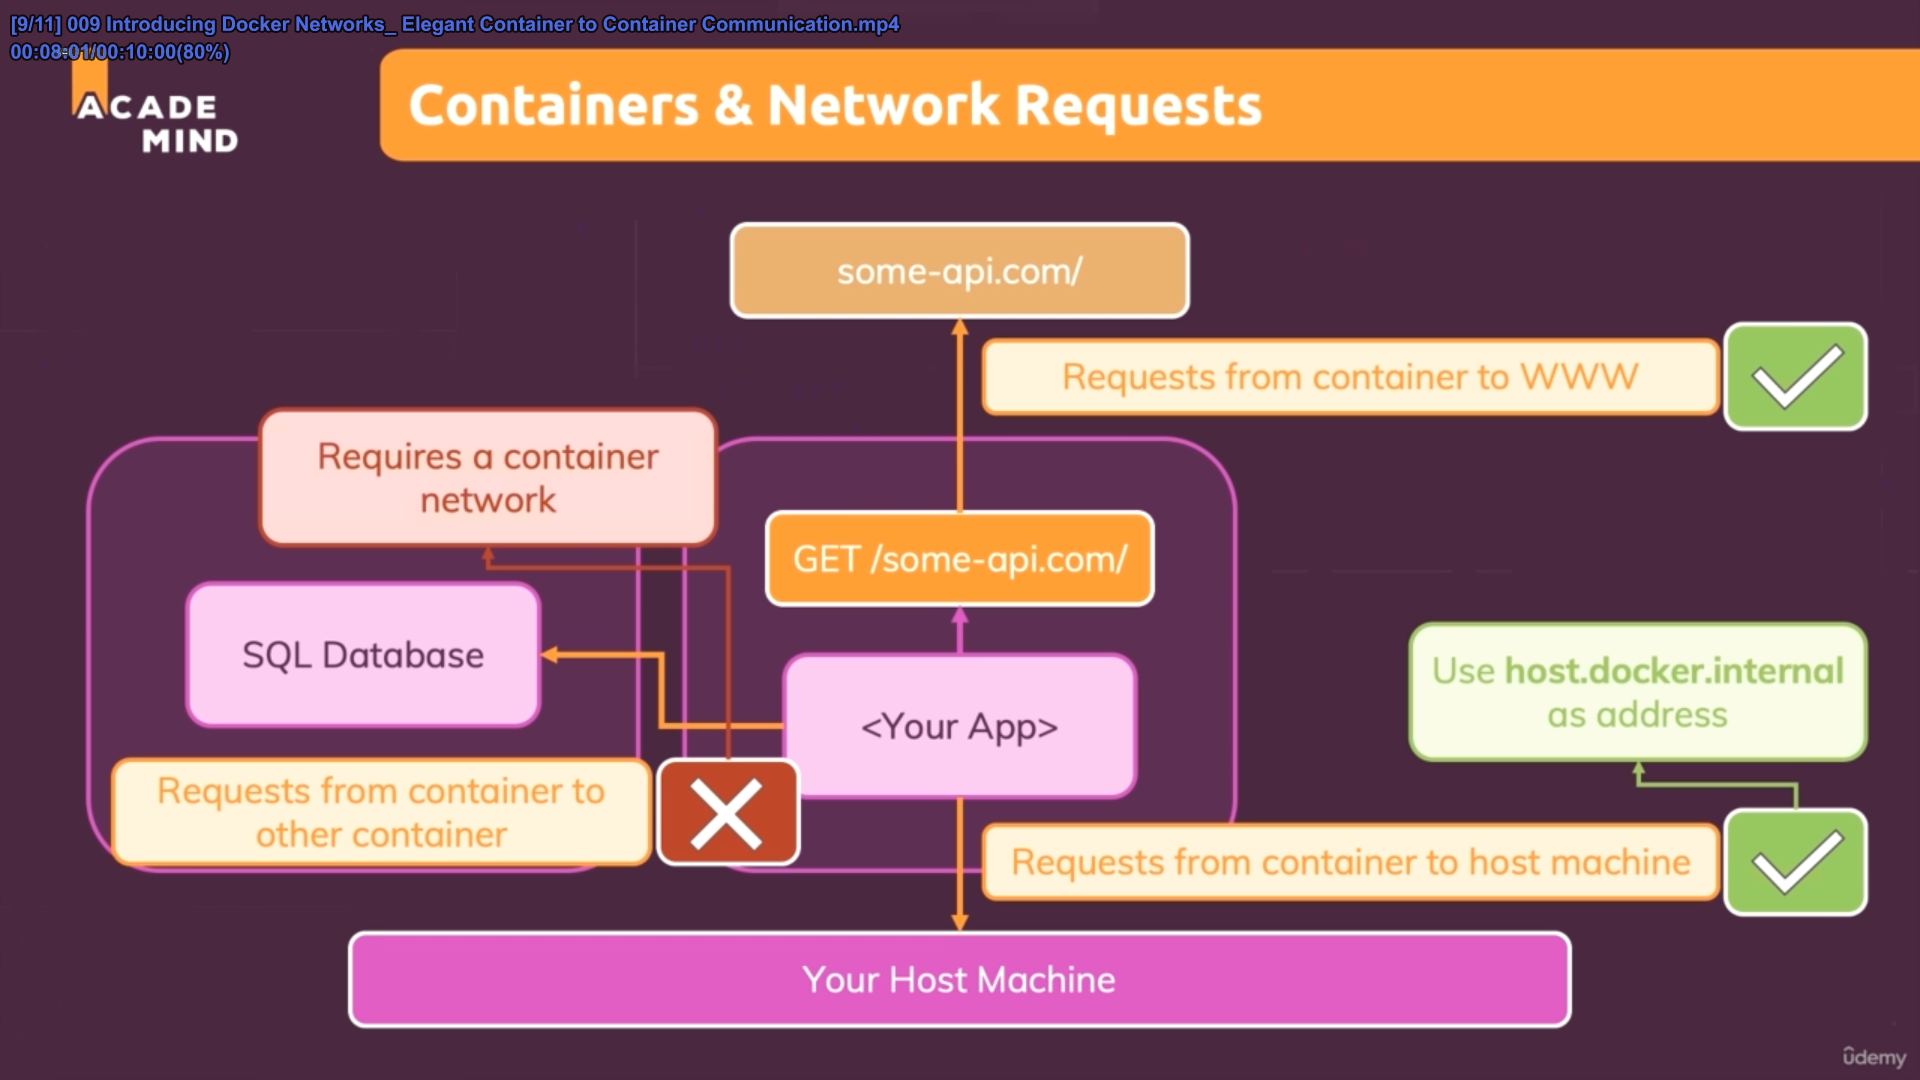 [9/11] 009 Introducing Docker Networks_ Elegant Container to Container Communication.mp4
00:08:01/00:10:00(80%)
ACADE
MIND
Containers & Network Requests
some-api.com/
Requests from container to WWW
Requires a container
network
GET /some-api.com/
SQL Database
<Your App>
Use host.docker.internal
as address
Requests from container to
other container
Requests from container to host machine
Your Host Machine
ûdemy